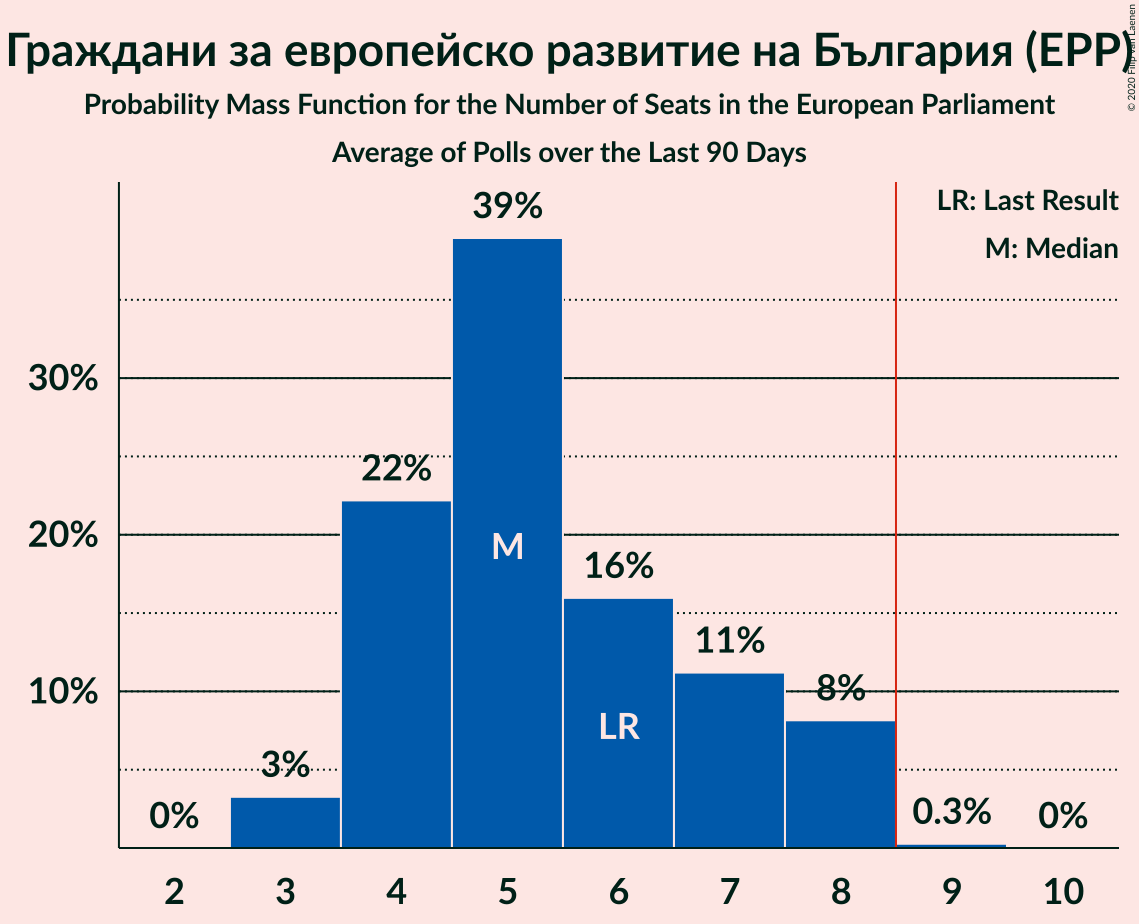 Граждани за европейско развитие на България (EPP)
© 2020 Filip van Laenen
Probability Mass Function for the Number of Seats in the European Parliament
Average of Polls over the Last 90 Days
LR: Last Result
M: Median
39%
30%
22%
20%
M
16%
11%
10%
8%
LR
3%
0%
0.3%
0%
2 3 4 5 6 7 8 9 10